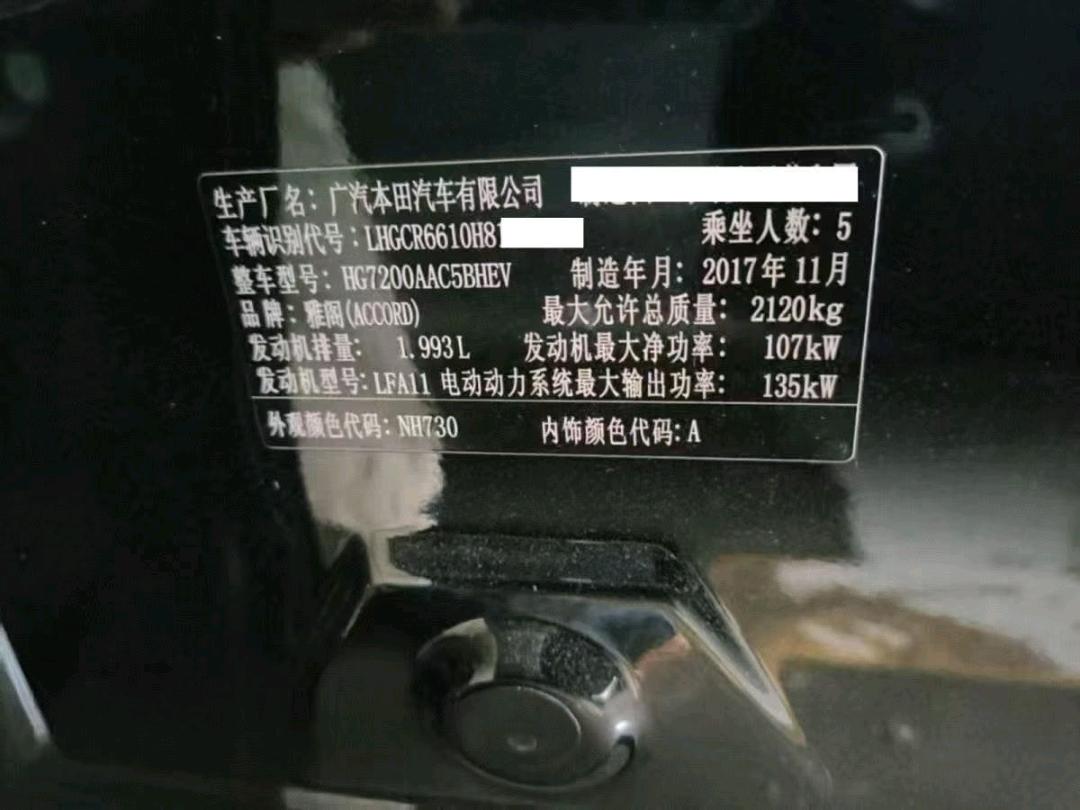 生产厂名：广汽本田汽车有限公司
车辆识别代号：LHGCR6610H8 乘坐人数：5
整车型号：HG7200AAC5BHEV 制造年月：2017年11月
品牌：雅阁(ACCORD) 最大允许总质量：2120kg
发动机排量：1.993L 发动机最大净功率：107kW
发动机型号：LFA11 电动动力系统最大输出功率：135kW
外观颜色代码：NH730 内饰颜色代码：A